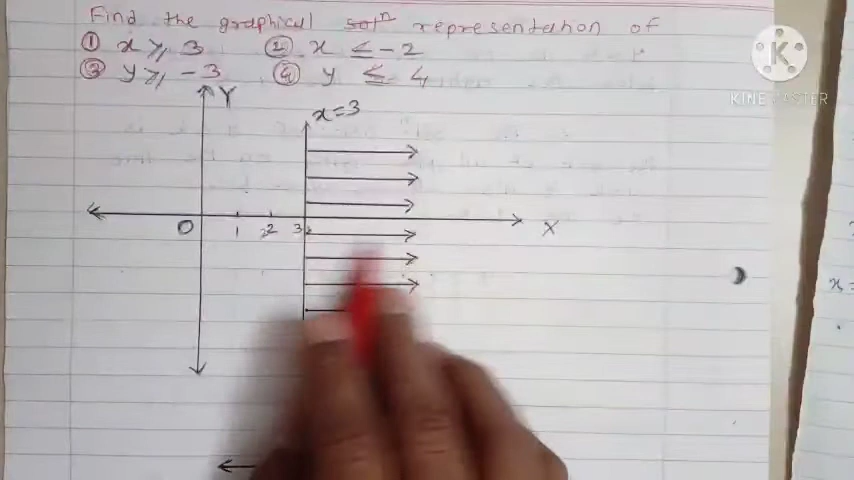 Find the graphical solⁿ representation of
① x ≥ 3 ② x ≤ -2
③ y ≥ -3 ④ y ≤ 4
KINEMASTER
Y
x=3
O 1 2 3 X
x=